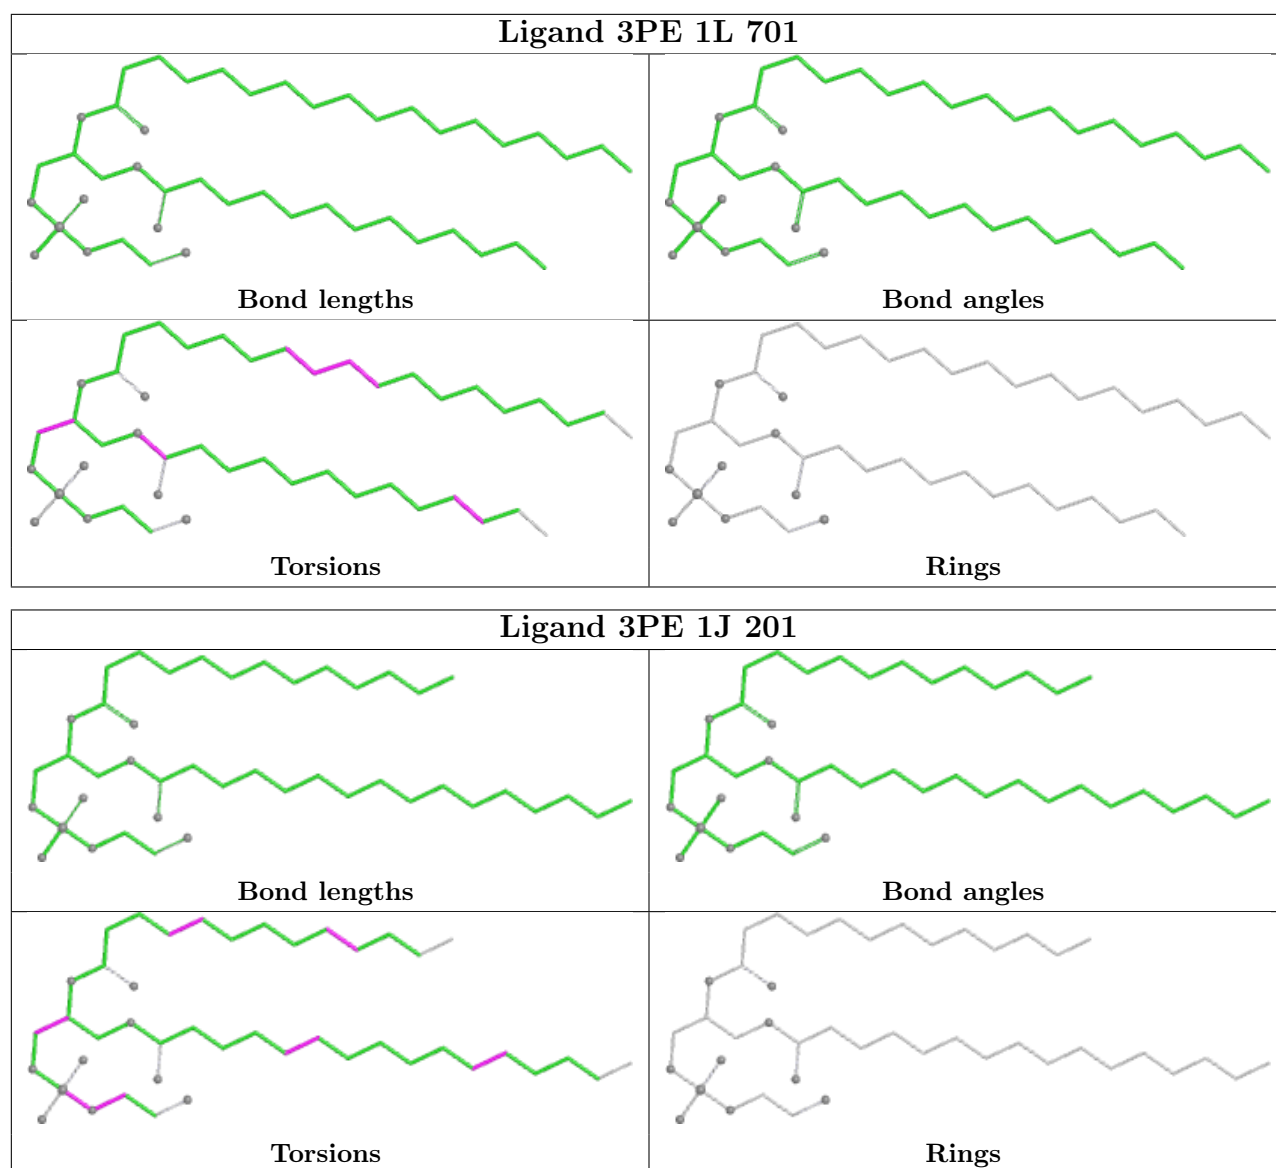 Ligand 3PE 1L 701
Bond lengths
Bond angles
Torsions
Rings
Ligand 3PE 1J 201
Bond lengths
Bond angles
Torsions
Rings